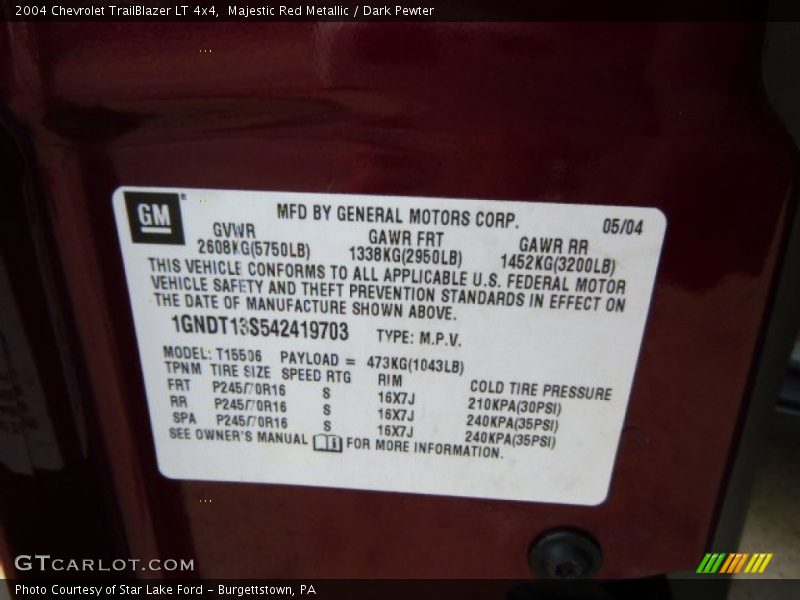 2004 Chevrolet TrailBlazer LT 4x4, Majestic Red Metallic / Dark Pewter
GM MFD BY GENERAL MOTORS CORP. 05/04
GVWR GAWR FRT GAWR RR
2608KG(5750LB) 1338KG(2950LB) 1452KG(3200LB)
THIS VEHICLE CONFORMS TO ALL APPLICABLE U.S. FEDERAL MOTOR
VEHICLE SAFETY AND THEFT PREVENTION STANDARDS IN EFFECT ON
THE DATE OF MANUFACTURE SHOWN ABOVE.
1GNDT13S542419703 TYPE: M.P.V.
MODEL: T15506 PAYLOAD = 473KG(1043LB)
TPNM TIRE SIZE SPEED RTG RIM COLD TIRE PRESSURE
FRT P245/70R16 S 16X7J 210KPA(30PSI)
RR P245/70R16 S 16X7J 240KPA(35PSI)
SPA P245/70R16 S 16X7J 240KPA(35PSI)
SEE OWNER'S MANUAL FOR MORE INFORMATION.
GTCARLOT.COM
Photo Courtesy of Star Lake Ford - Burgettstown, PA